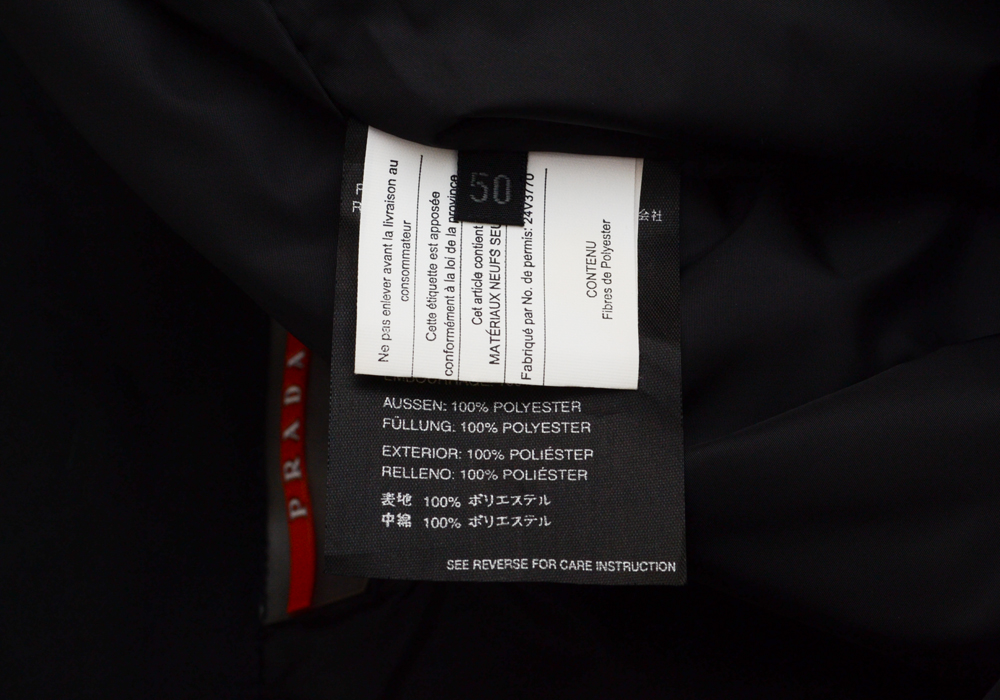 Ne pas enlever avant la livraison au
consommateur
Cette étiquette est apposée
conformément à la loi de la province
Cet article contient
MATÉRIAUX NEUFS
Fabriqué par No. de permis: 24V3770
CONTENU
Fibres de Polyester
50
会社
PRADA
AUSSEN: 100% POLYESTER
FÜLLUNG: 100% POLYESTER
EXTERIOR: 100% POLIÉSTER
RELLENO: 100% POLIÉSTER
表地 100% ポリエステル
中綿 100% ポリエステル
SEE REVERSE FOR CARE INSTRUCTION